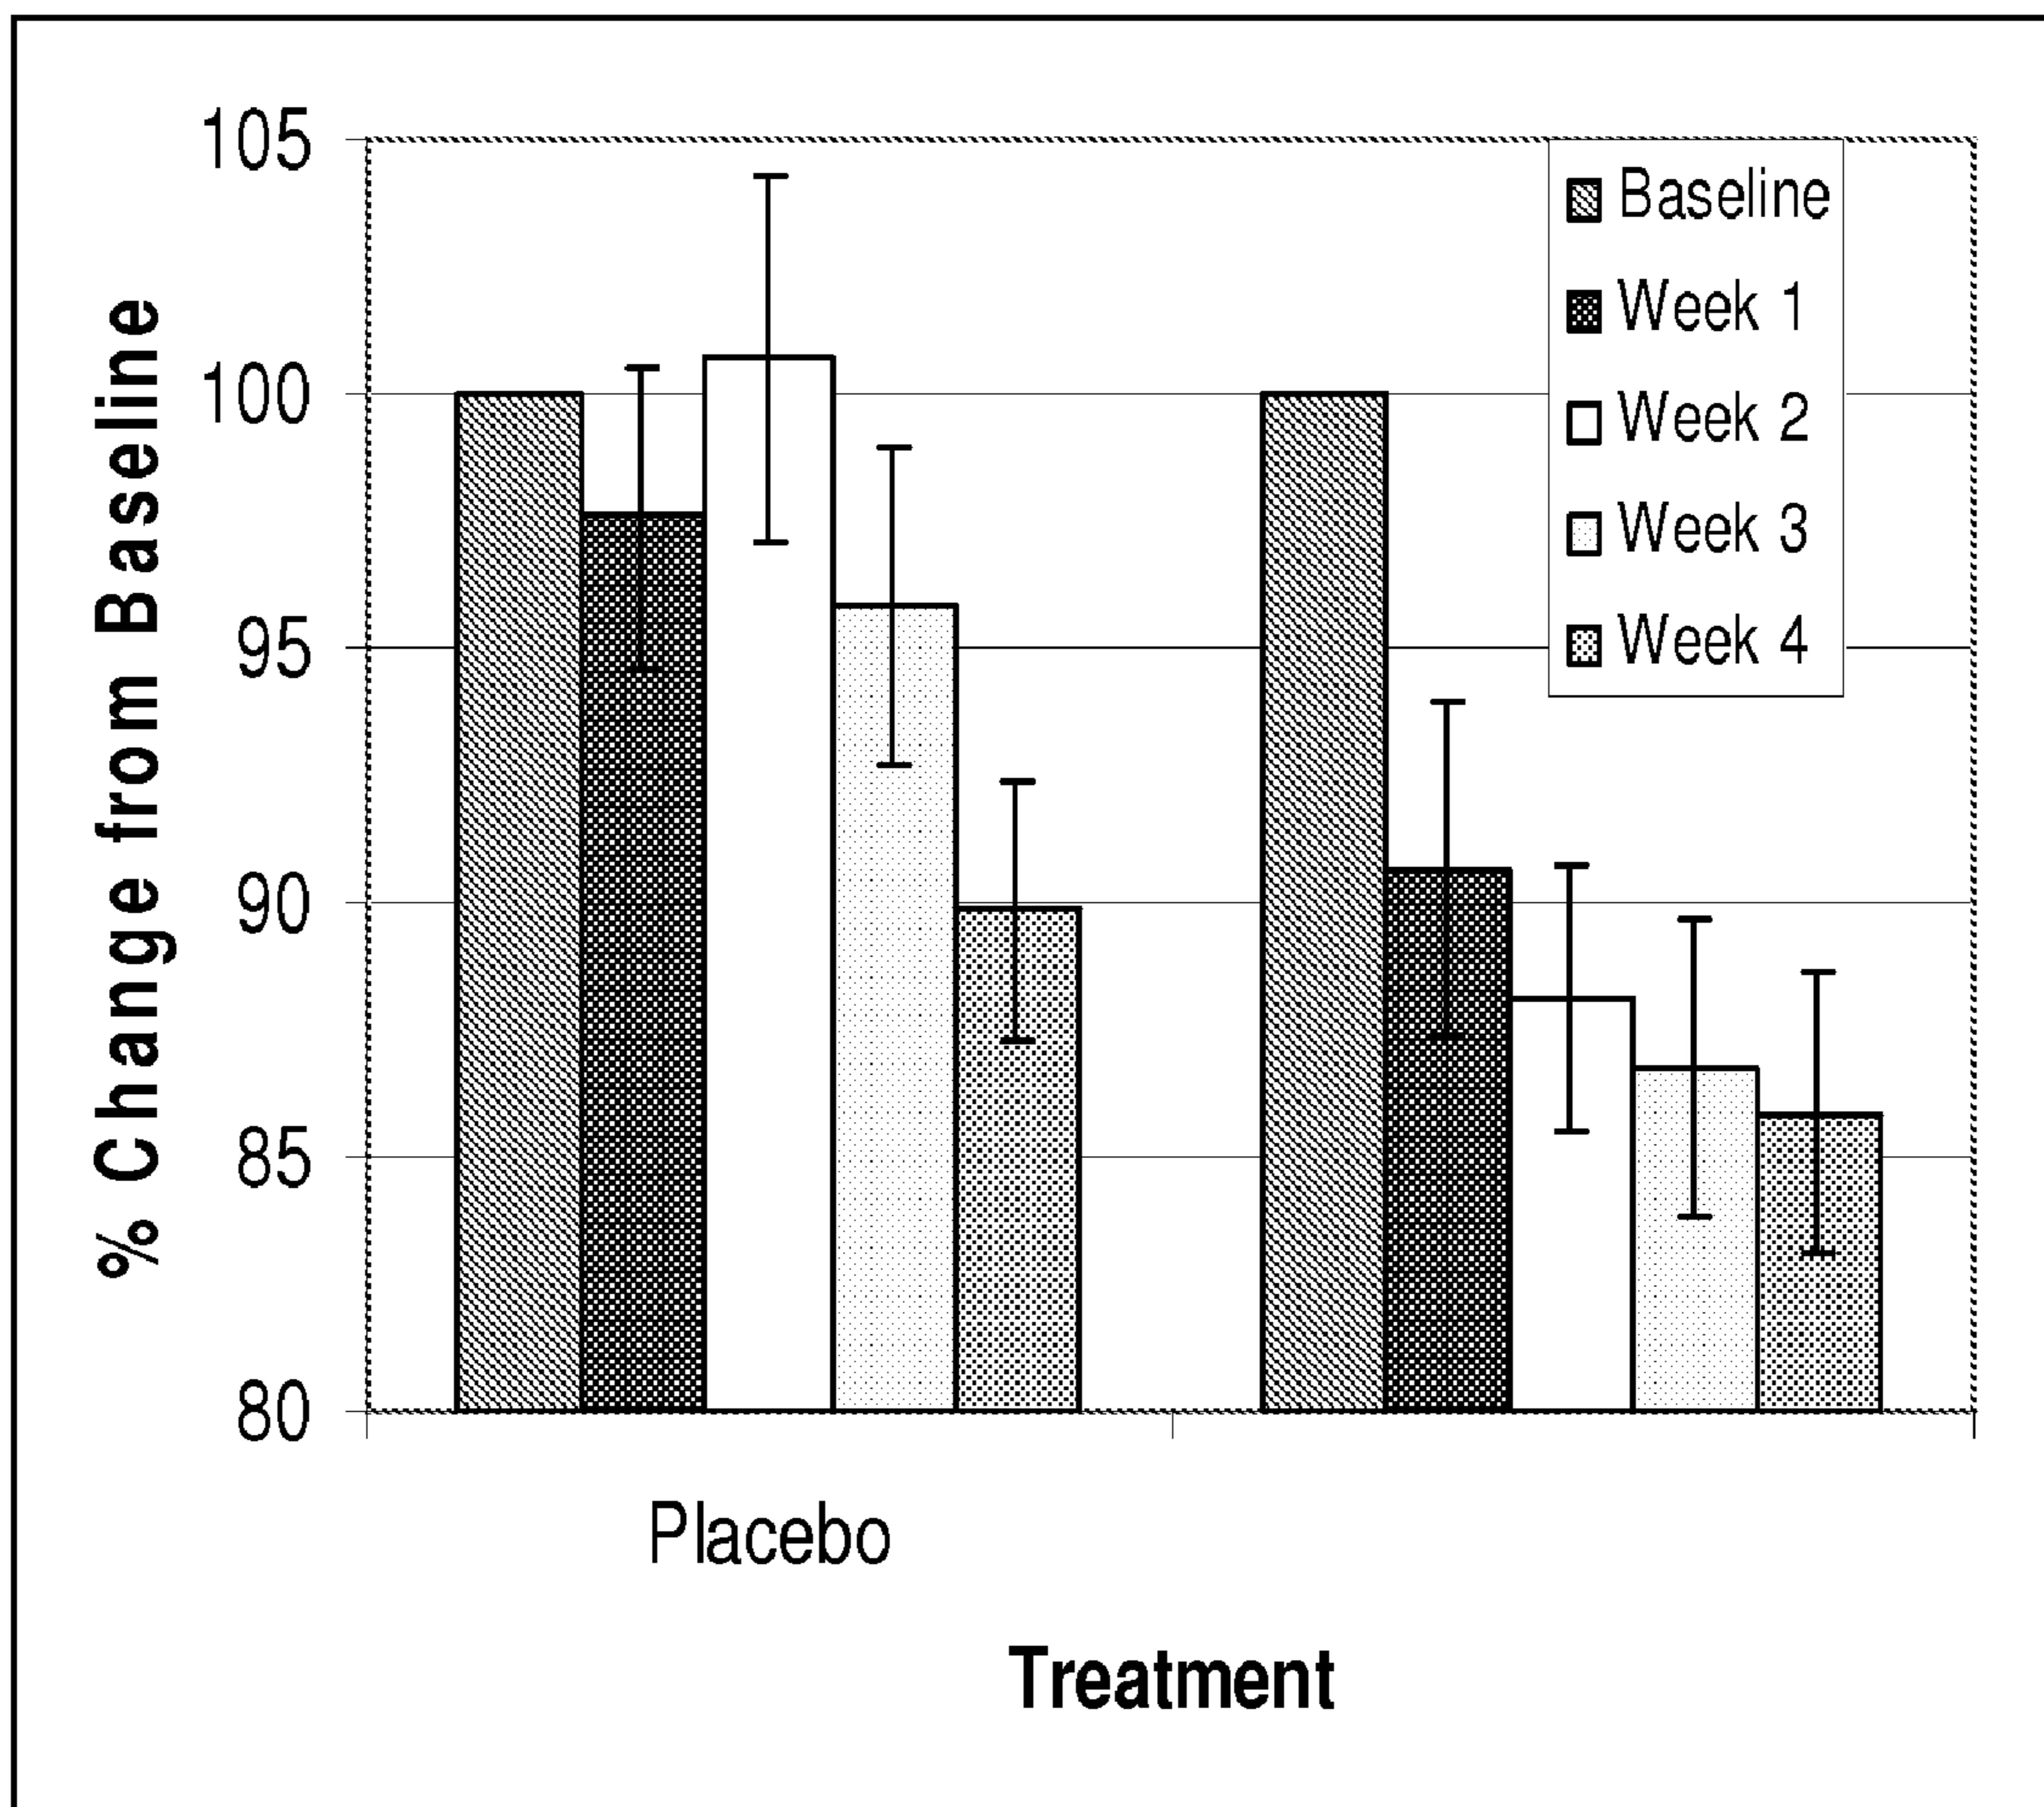 % Change from Baseline
105
100
95
90
85
80
Baseline
Week 1
Week 2
Week 3
Week 4
Placebo
Treatment